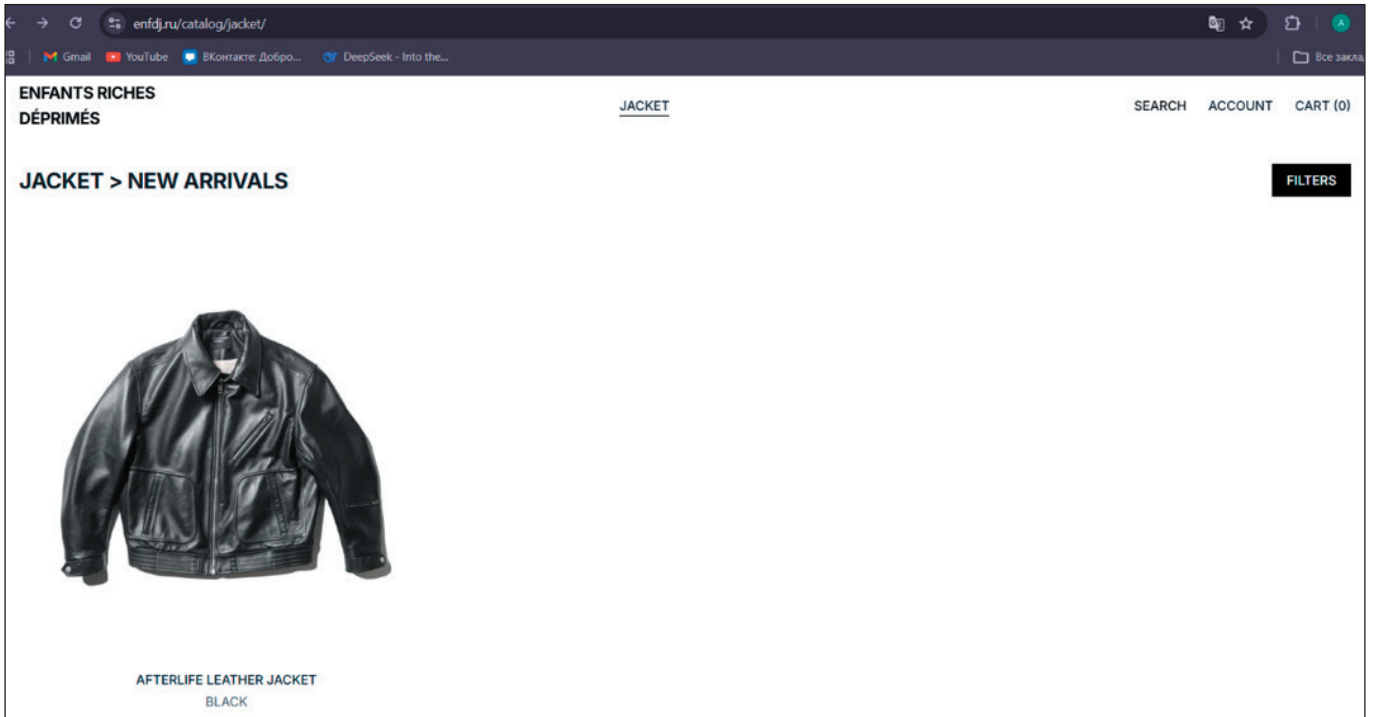 enfdj.ru/catalog/jacket/
Gmail YouTube ВКонтакте: Добро... DeepSeek - Into the... Все закла
ENFANTS RICHES
DÉPRIMÉS
JACKET
SEARCH ACCOUNT CART (0)
JACKET > NEW ARRIVALS
FILTERS
AFTERLIFE LEATHER JACKET
BLACK